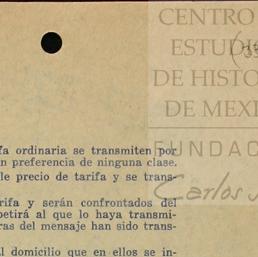 CENTRO
ESTUDI
DE HISTO
DE MEXI
FUNDAC
Carlos
fa ordinaria se transmiten por
n preferencia de ninguna clase.
le precio de tarifa y se trans-
rifa y serán confrontados del
petirá al que lo haya transmi-
ras del mensaje han sido trans-
l domicilio que en ellos se in-